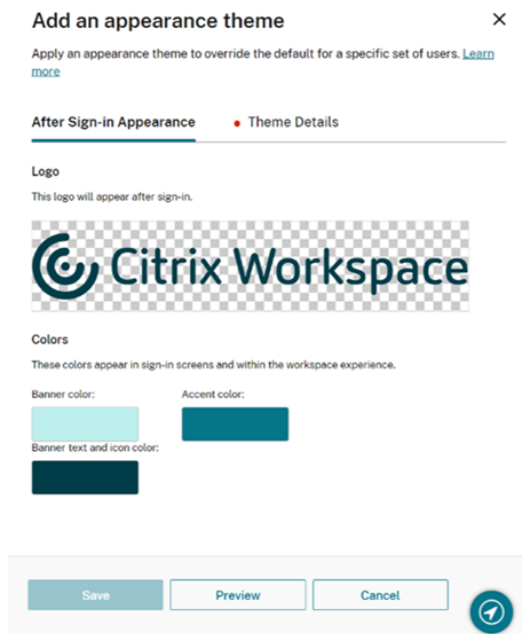 Add an appearance theme
Apply an appearance theme to override the default for a specific set of users. Learn
more
After Sign-in Appearance
Theme Details
Logo
This logo will appear after sign-in.
Citrix Workspace
Colors
These colors appear in sign-in screens and within the workspace experience.
Banner color:
Accent color:
Banner text and icon color:
Save
Preview
Cancel